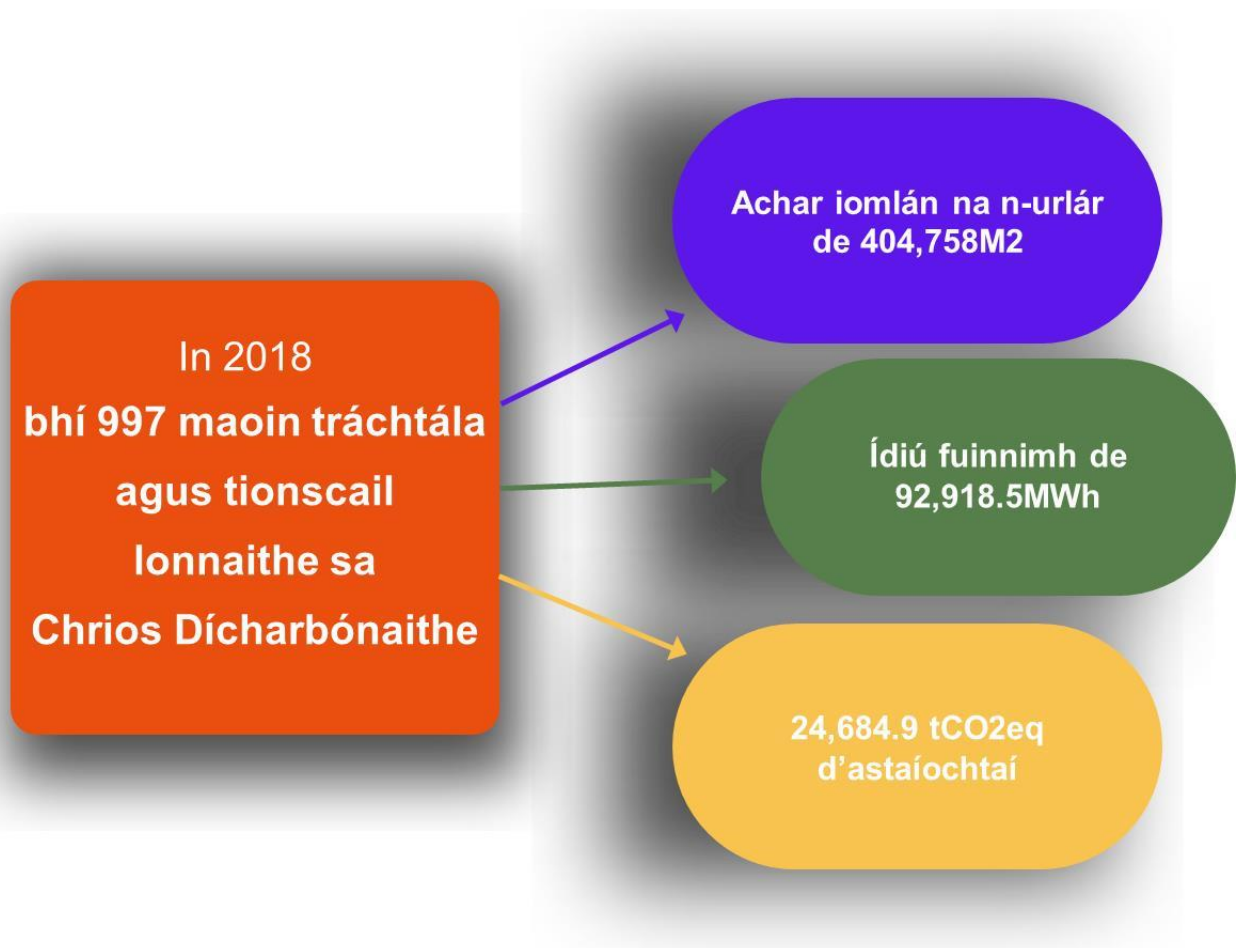 In 2018
bhí 997 maoin tráchtála
agus tionscail
lonnaithe sa
Chrios Dícharbónaithe
Achar iomlán na n-urlár
de 404,758M2
Ídiú fuinnimh de
92,918.5MWh
24,684.9 tCO2eq
d’astaíochtaí